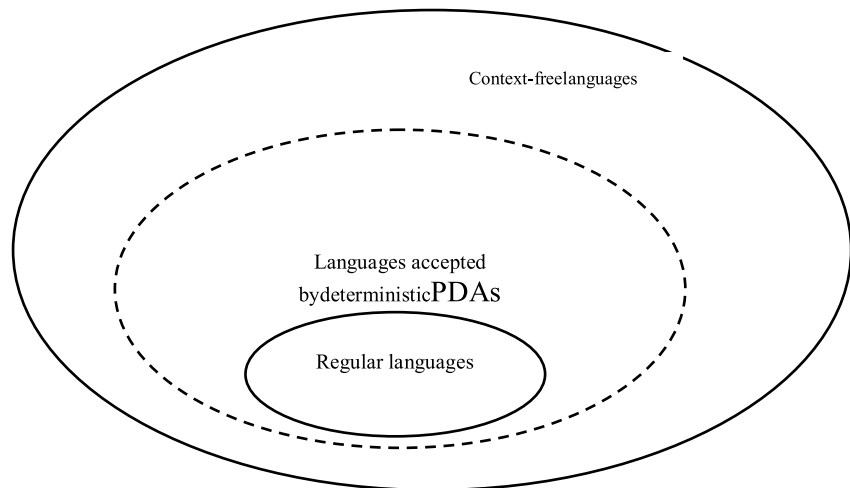 Context-freelanguages
Languages accepted
bydeterministicPDAs
Regular languages